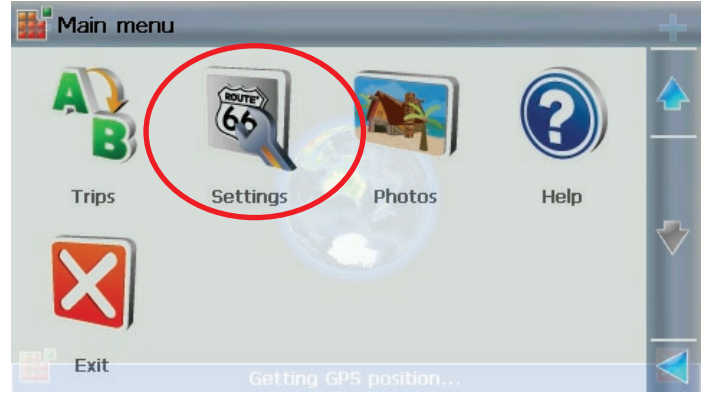 Main menu
A
B
ROUTE
66
?
Trips
Settings
Photos
Help
Exit
Getting GPS position...